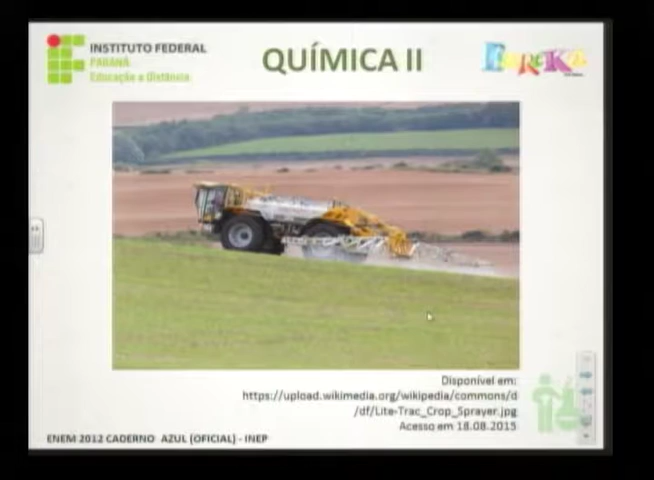 INSTITUTO FEDERAL
PARANÁ
Educação a Distância
QUÍMICA II
EUREKA
Disponível em:
https://upload.wikimedia.org/wikipedia/commons/d
/df/Lite-Trac_Crop_Sprayer.jpg
Acesso em 18.08.2015
ENEM 2012 CADERNO AZUL (OFICIAL) - INEP